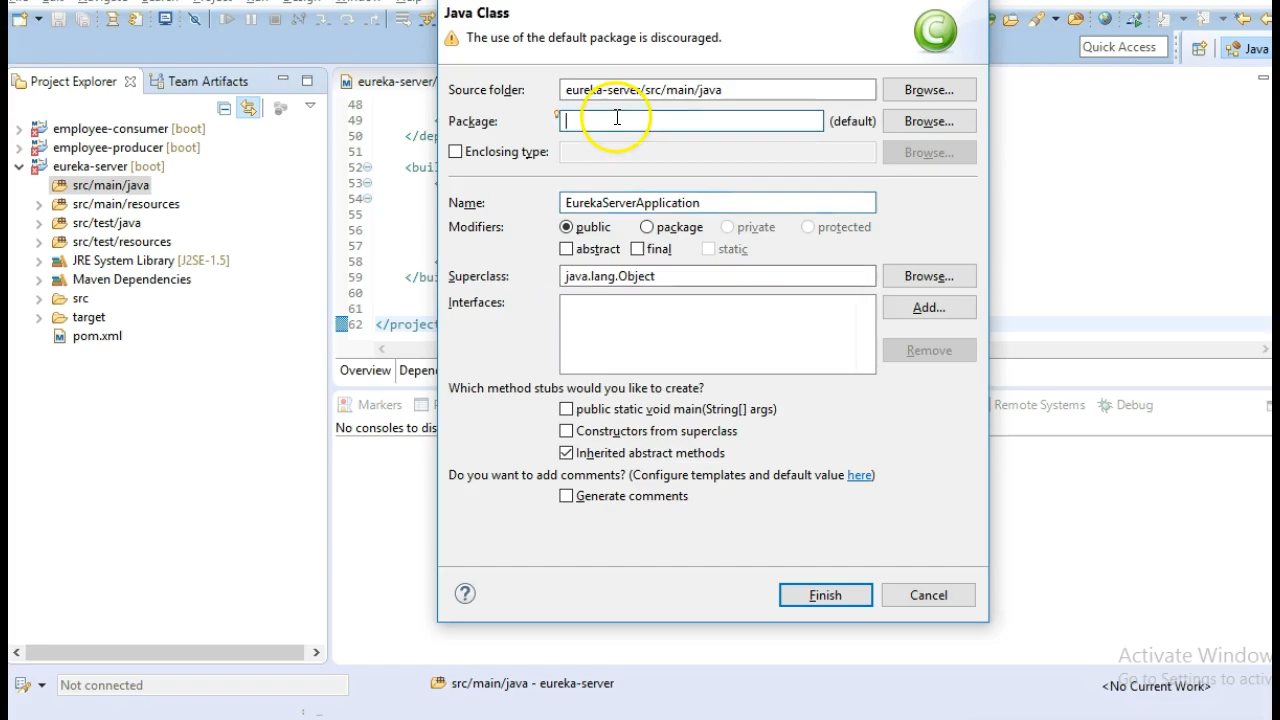 Java Class
The use of the default package is discouraged.
Quick Access
Java
Project Explorer
Team Artifacts
eureka-server/
Source folder:
eureka-server/src/main/java
Browse...
Package:
(default)
Browse...
Enclosing type:
Browse...
employee-consumer [boot]
employee-producer [boot]
eureka-server [boot]
src/main/java
src/main/resources
src/test/java
src/test/resources
JRE System Library [J2SE-1.5]
Maven Dependencies
src
target
pom.xml
48
49
50 </dep
51
52 <buil
53
54
55
56
57
58
59 </bui
60
61
62 </project
Name:
EurekaServerApplication
Modifiers:
public
package
private
protected
abstract
final
static
Superclass:
java.lang.Object
Browse...
Interfaces:
Add...
Remove
Which method stubs would you like to create?
public static void main(String[] args)
Constructors from superclass
Inherited abstract methods
Do you want to add comments? (Configure templates and default value here)
Generate comments
Finish
Cancel
Overview
Depen
Markers
Remote Systems
Debug
No consoles to dis
Activate Window
Go to Settings to activ
Not connected
src/main/java - eureka-server
<No Current Work>